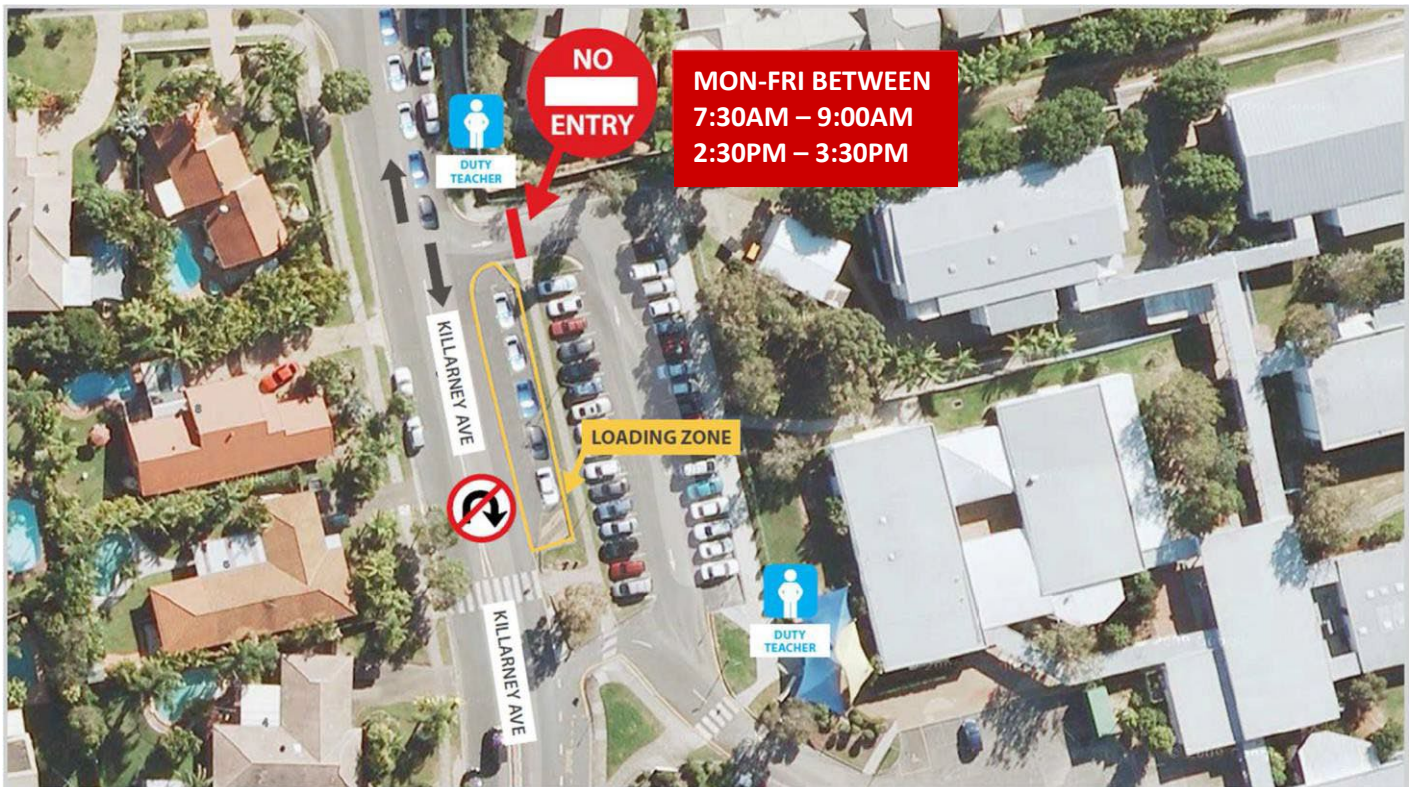 NO
ENTRY
MON-FRI BETWEEN
7:30AM – 9:00AM
2:30PM – 3:30PM
DUTY
TEACHER
KILLARNEY AVE
LOADING ZONE
DUTY
TEACHER
KILLARNEY AVE